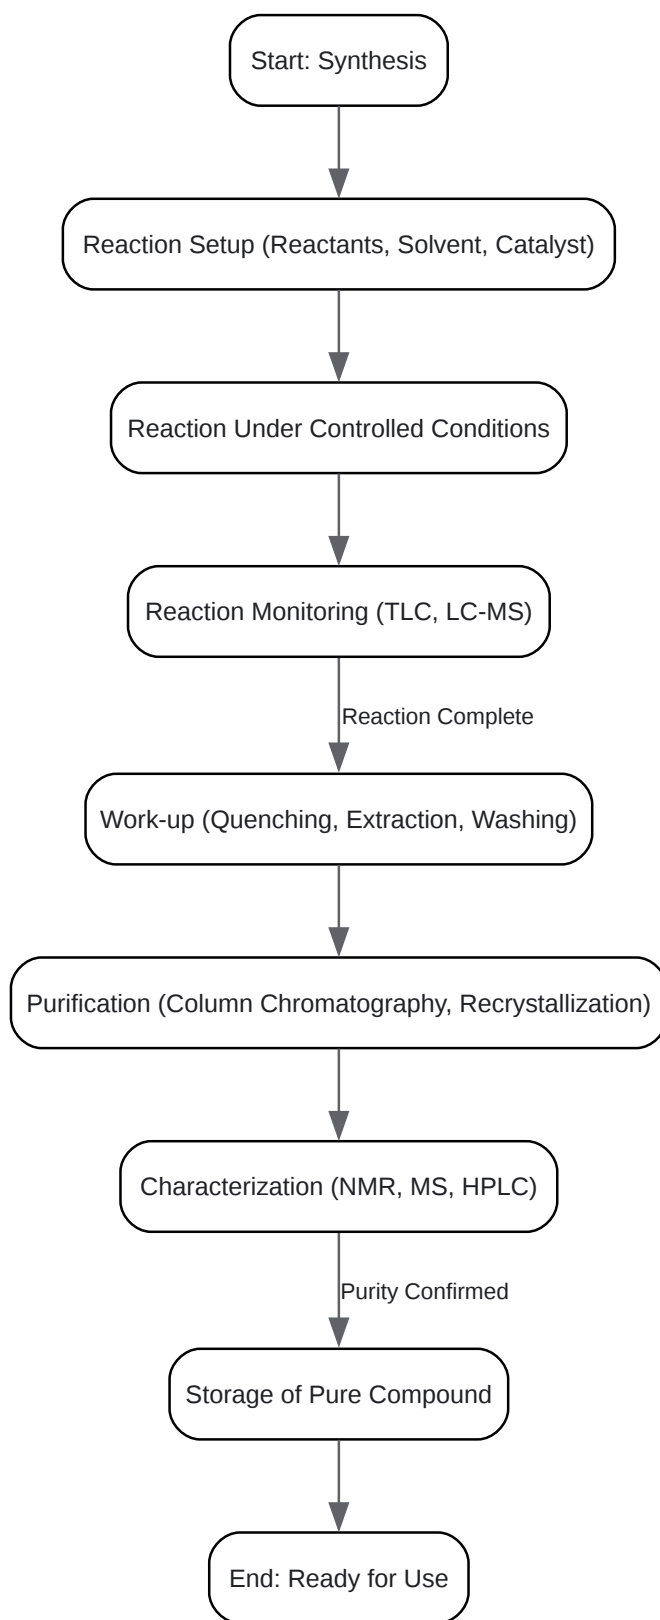 Start: Synthesis
Reaction Setup (Reactants, Solvent, Catalyst)
Reaction Under Controlled Conditions
Reaction Monitoring (TLC, LC-MS)
Reaction Complete
Work-up (Quenching, Extraction, Washing)
Purification (Column Chromatography, Recrystallization)
Characterization (NMR, MS, HPLC)
Purity Confirmed
Storage of Pure Compound
End: Ready for Use